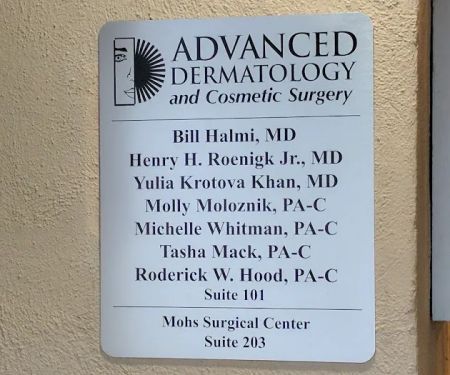 ADVANCED
DERMATOLOGY
and Cosmetic Surgery
Bill Halmi, MD
Henry H. Roenigk Jr., MD
Yulia Krotova Khan, MD
Molly Moloznik, PA-C
Michelle Whitman, PA-C
Tasha Mack, PA-C
Roderick W. Hood, PA-C
Suite 101
Mohs Surgical Center
Suite 203